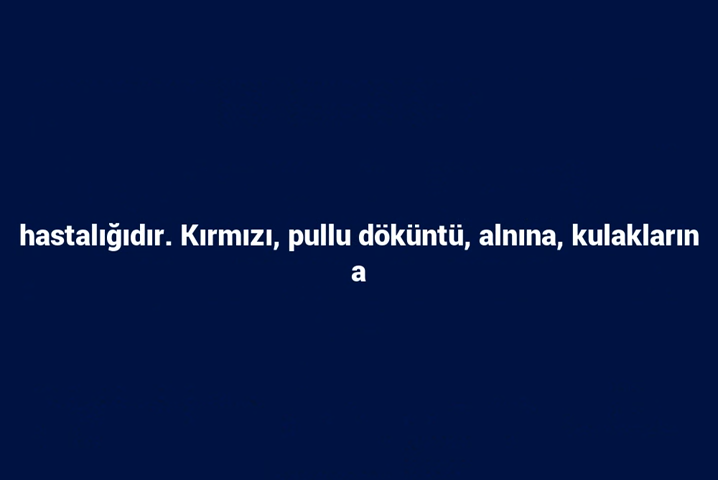 hastalığıdır. Kırmızı, pullu döküntü, alnına, kulakların
a